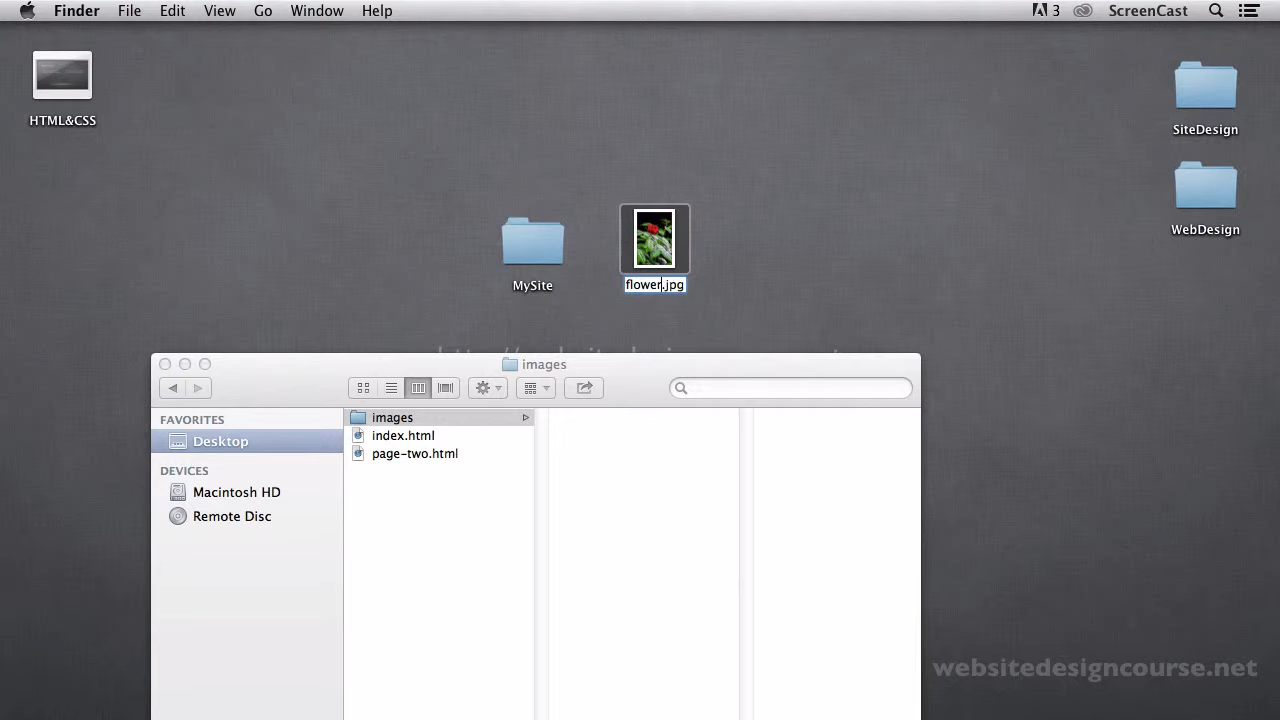 Finder File Edit View Go Window Help 3 ScreenCast
HTML&CSS
SiteDesign
WebDesign
MySite
flower.jpg
images
FAVORITES
Desktop
DEVICES
Macintosh HD
Remote Disc
images
index.html
page-two.html
websitedesigncourse.net